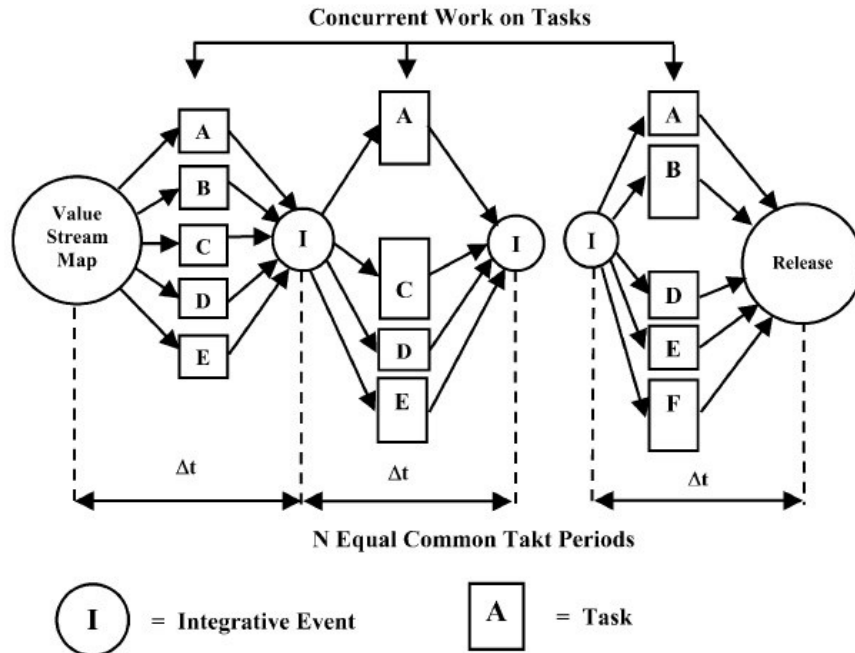 Concurrent Work on Tasks
A
B
C
D
E
Value
Stream
Map
I
A
C
D
E
I
I
A
B
D
E
F
Release
Δt
Δt
Δt
N Equal Common Takt Periods
I = Integrative Event
A = Task